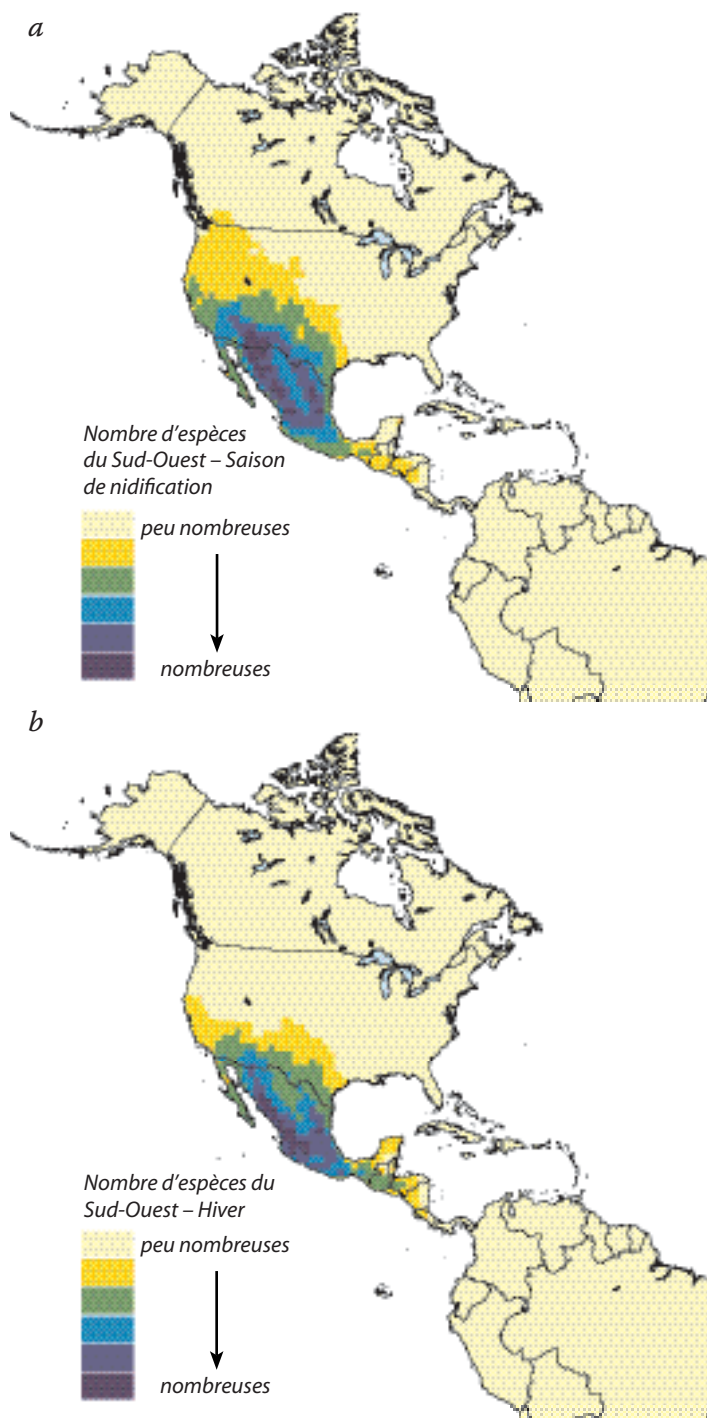 a
Nombre d'espèces
du Sud-Ouest – Saison
de nidification
peu nombreuses
nombreuses
b
Nombre d'espèces du
Sud-Ouest – Hiver
peu nombreuses
nombreuses